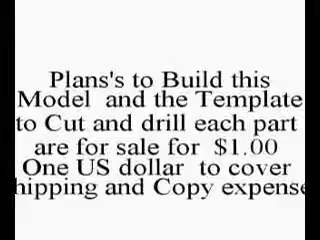 Plans's to Build this
Model and the Template
to Cut and drill each part
are for sale for $1.00
One US dollar to cover
hipping and Copy expense